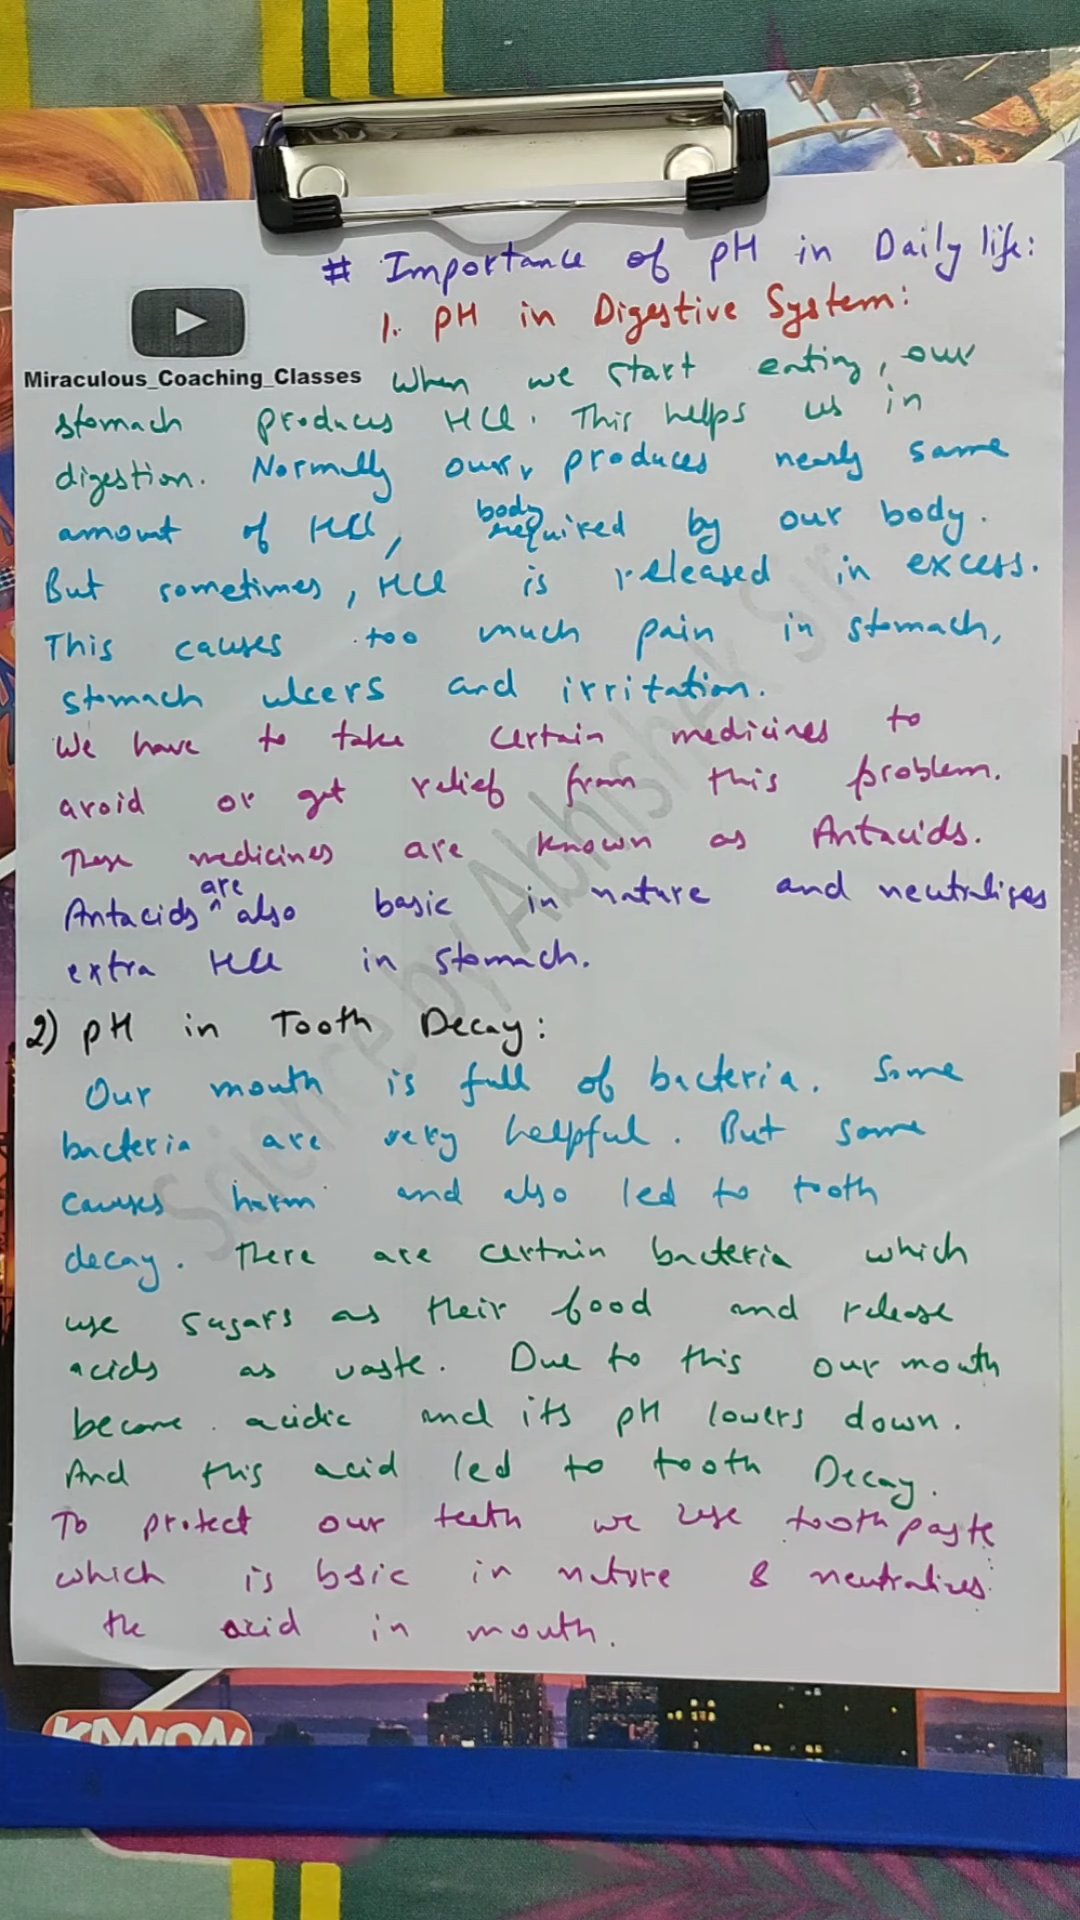 # Importance of pH in Daily life:
1. pH in Digestive System:
Miraculous_Coaching_Classes
When we start eating, our
stomach produces HCl. This helps us in
digestion. Normally our body produces nearly same
amount of HCl, required by our body.
But sometimes, HCl is released in excess.
This causes too much pain in stomach,
stomach ulcers and irritation.
We have to take certain medicines to
avoid or get relief from this problem.
These medicines are known as Antacids.
Antacids are also basic in nature and neutralises
extra HCl in stomach.
2) pH in Tooth Decay:
Our mouth is full of bacteria. Some
bacteria are very helpful. But some
causes harm and also led to tooth
decay. There are certain bacteria which
use sugars as their food and release
acids as waste. Due to this our mouth
become acidic and its pH lowers down.
And this acid led to tooth Decay.
To protect our teeth we use toothpaste
which is basic in nature & neutralizes
the acid in mouth.
Science by Abhishek Sir
KANON